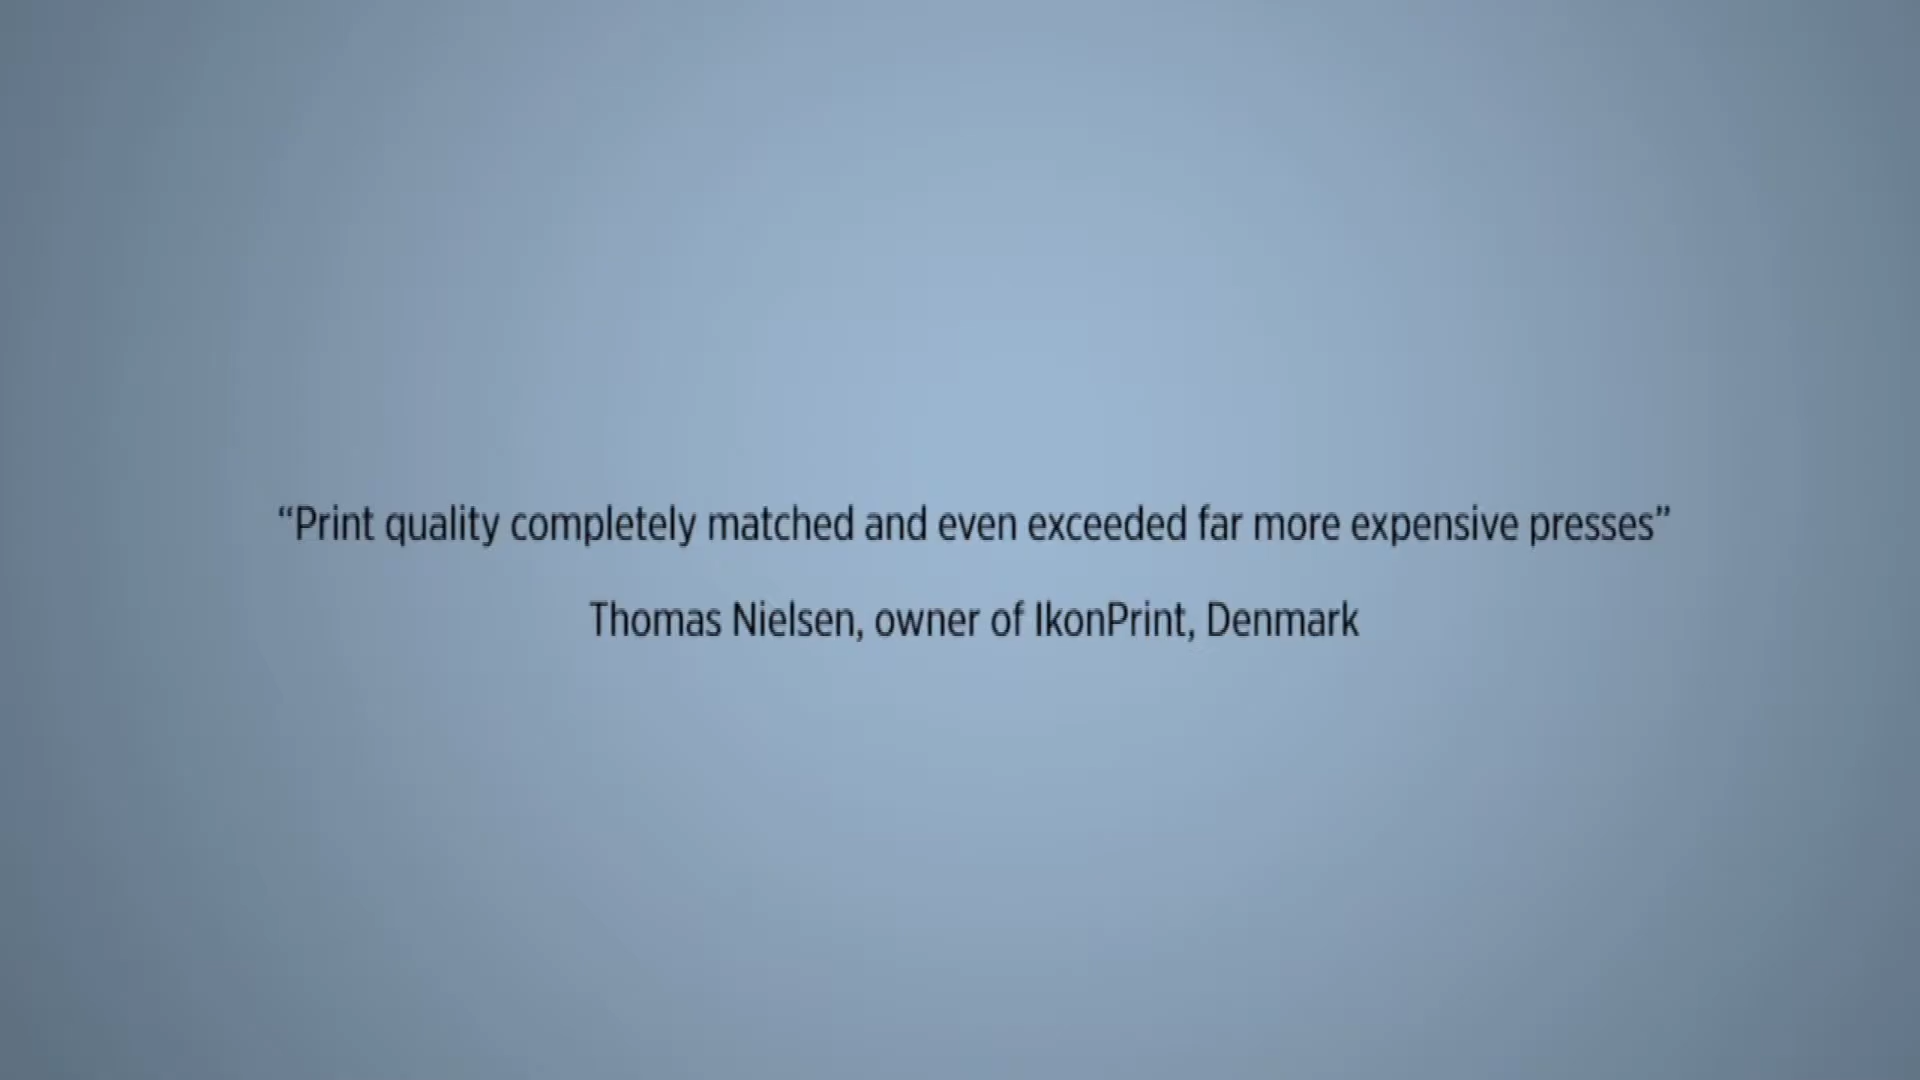 “Print quality completely matched and even exceeded far more expensive presses”
Thomas Nielsen, owner of IkonPrint, Denmark